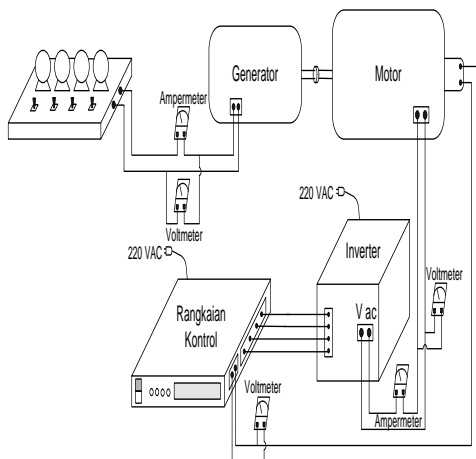 Generator
Motor
Ampermeter
Voltmeter
220 VAC
220 VAC
Inverter
Rangkaian
Kontrol
V ac
Voltmeter
Voltmeter
Ampermeter